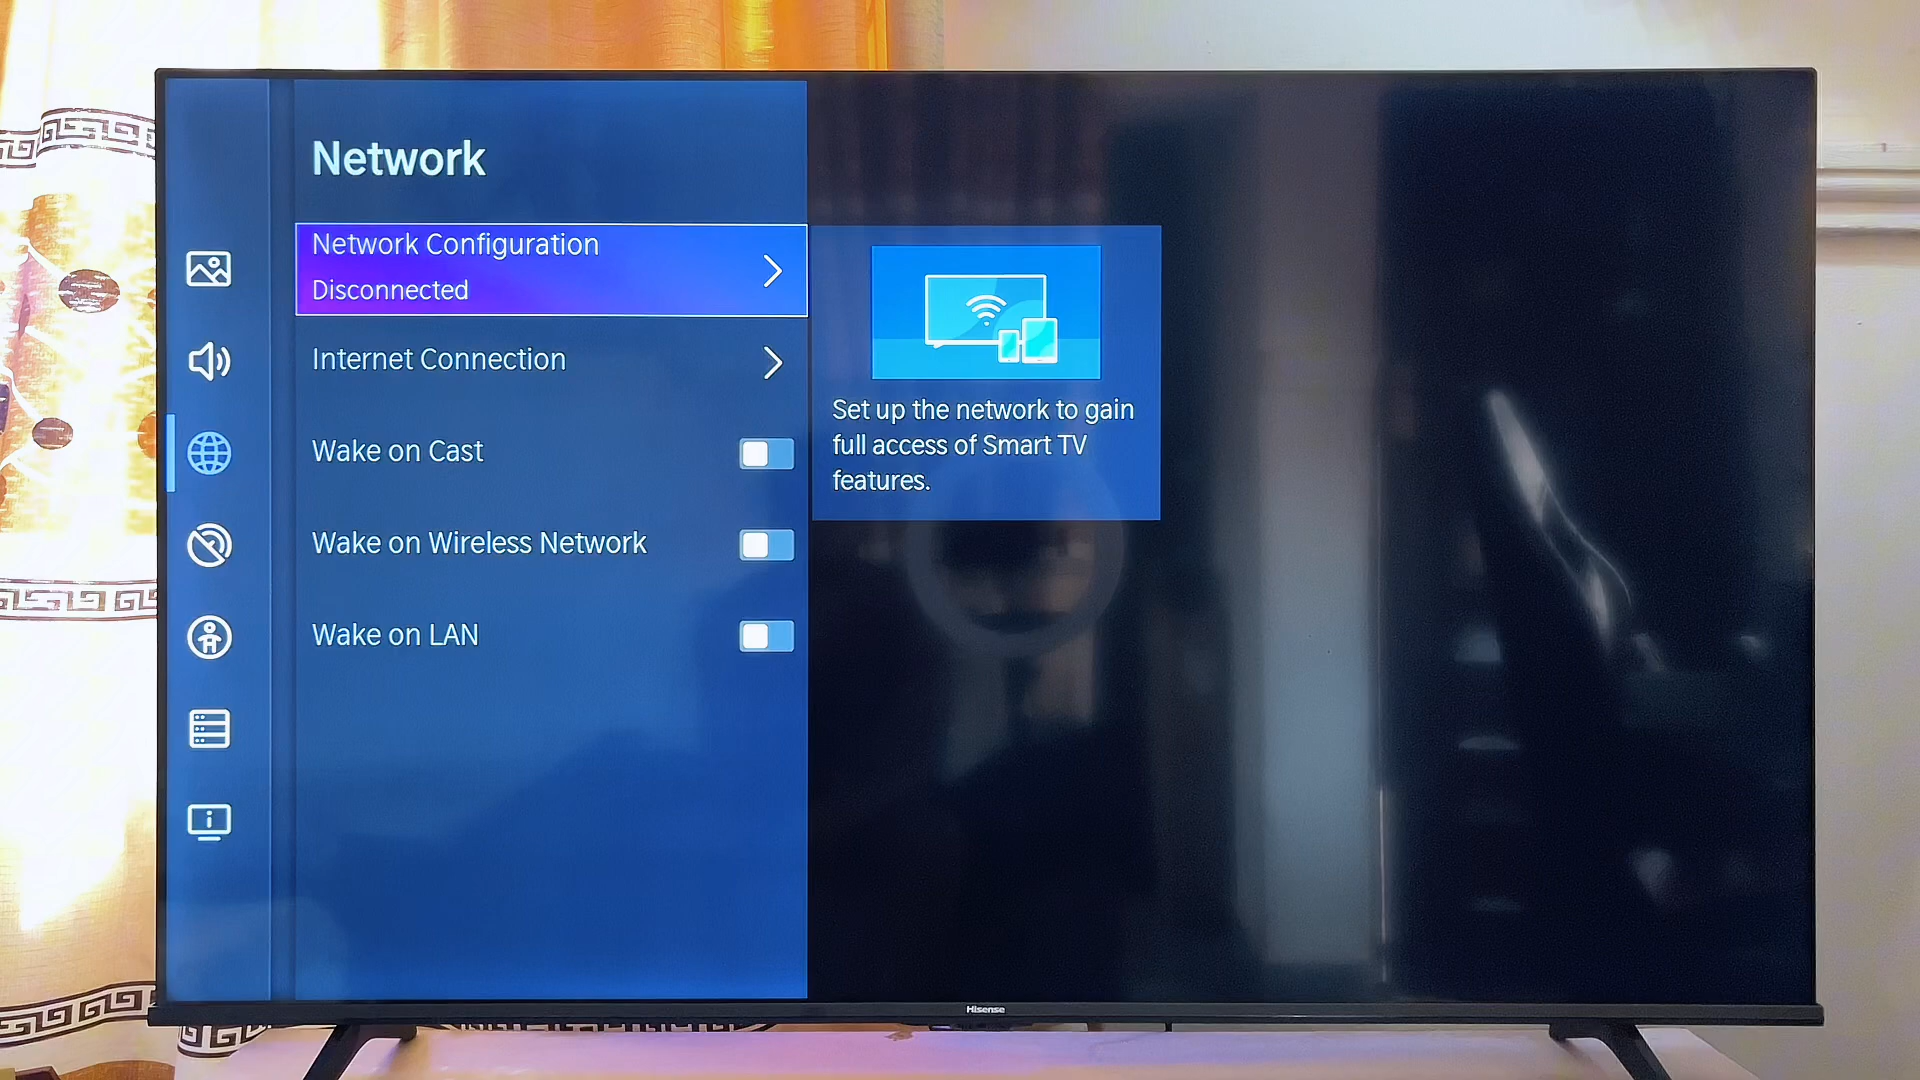 Network
Network Configuration
Disconnected
Internet Connection
Wake on Cast
Wake on Wireless Network
Wake on LAN
Set up the network to gain
full access of Smart TV
features.
Hisense